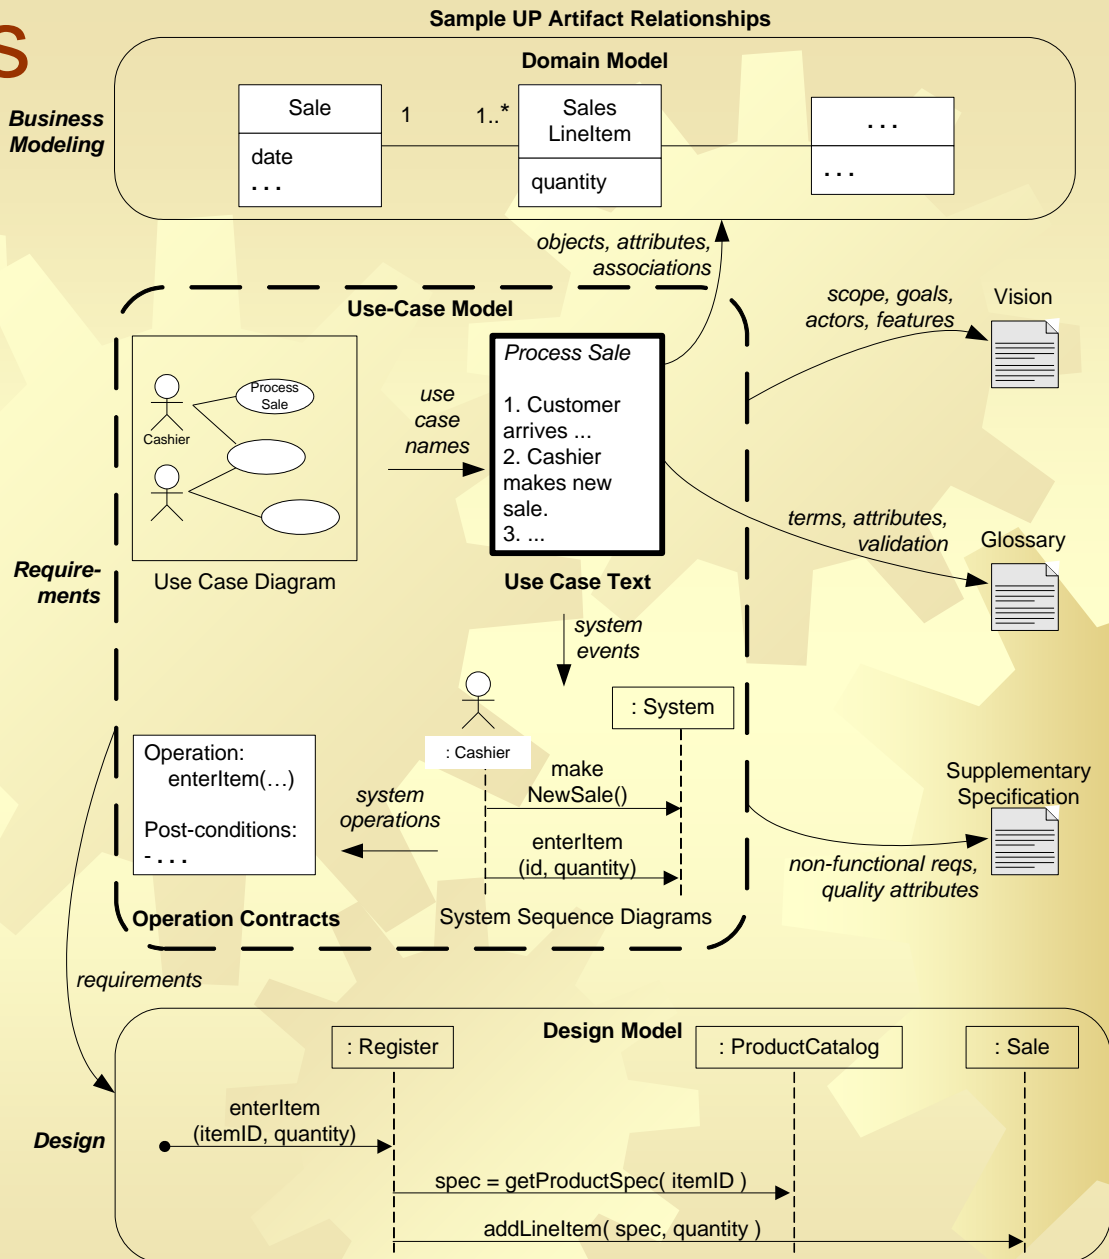 s
Sample UP Artifact Relationships
Domain Model
Business
Modeling
Sale
1
1..*
Sales
LineItem
. . .
date
. . .
quantity
. . .
objects, attributes,
associations
Use-Case Model
scope, goals,
actors, features
Vision
Process
Sale
Cashier
use
case
names
Process Sale
1. Customer
arrives ...
2. Cashier
makes new
sale.
3. ...
terms, attributes,
validation
Glossary
Require-
ments
Use Case Diagram
Use Case Text
system
events
: System
: Cashier
Operation:
enterItem(…)
Post-conditions:
- . . .
system
operations
make
NewSale()
enterItem
(id, quantity)
Supplementary
Specification
non-functional reqs,
quality attributes
Operation Contracts
System Sequence Diagrams
requirements
Design Model
: Register
: ProductCatalog
: Sale
Design
enterItem
(itemID, quantity)
spec = getProductSpec( itemID )
addLineItem( spec, quantity )